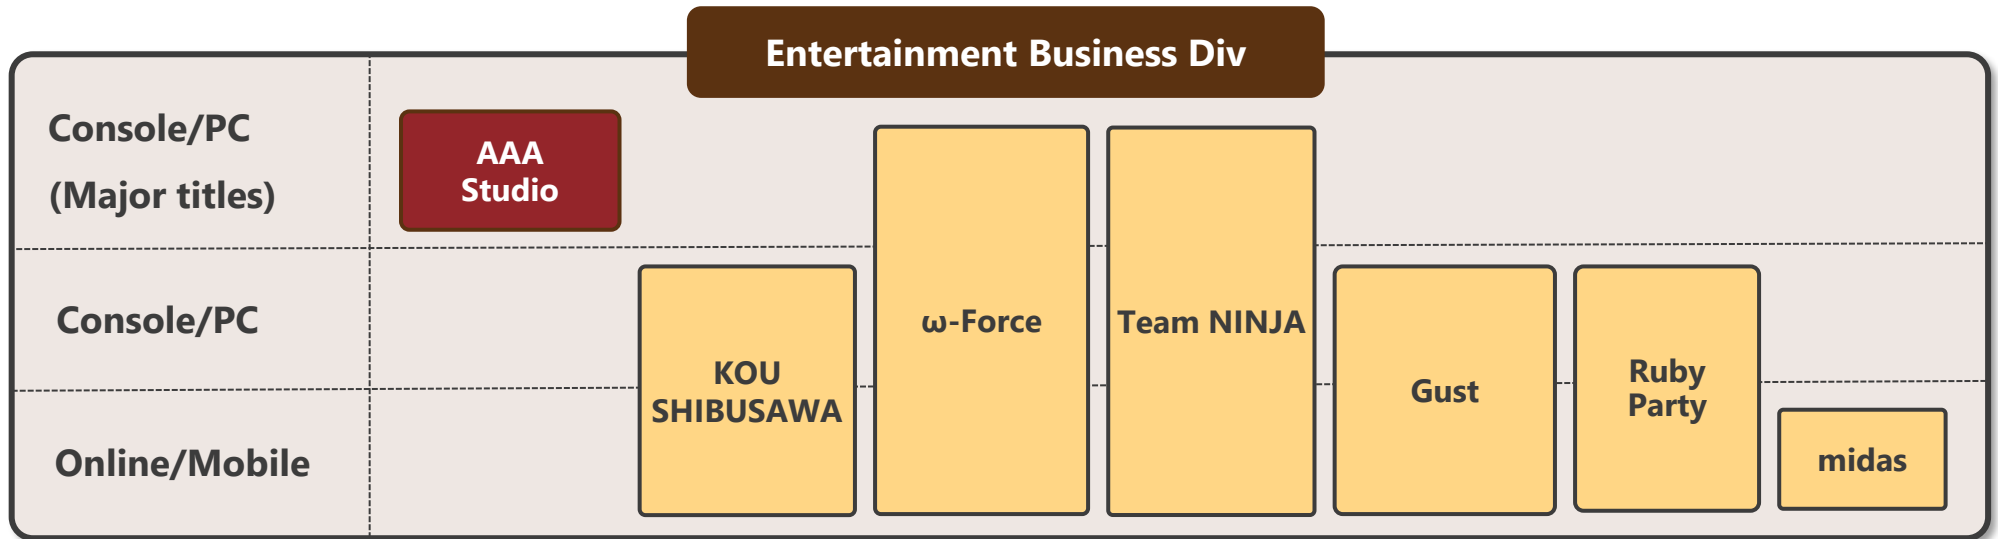 Entertainment Business Div
Console/PC
(Major titles)
AAA
Studio
Console/PC
KOU
SHIBUSAWA
ω-Force
Team NINJA
Gust
Ruby
Party
Online/Mobile
midas